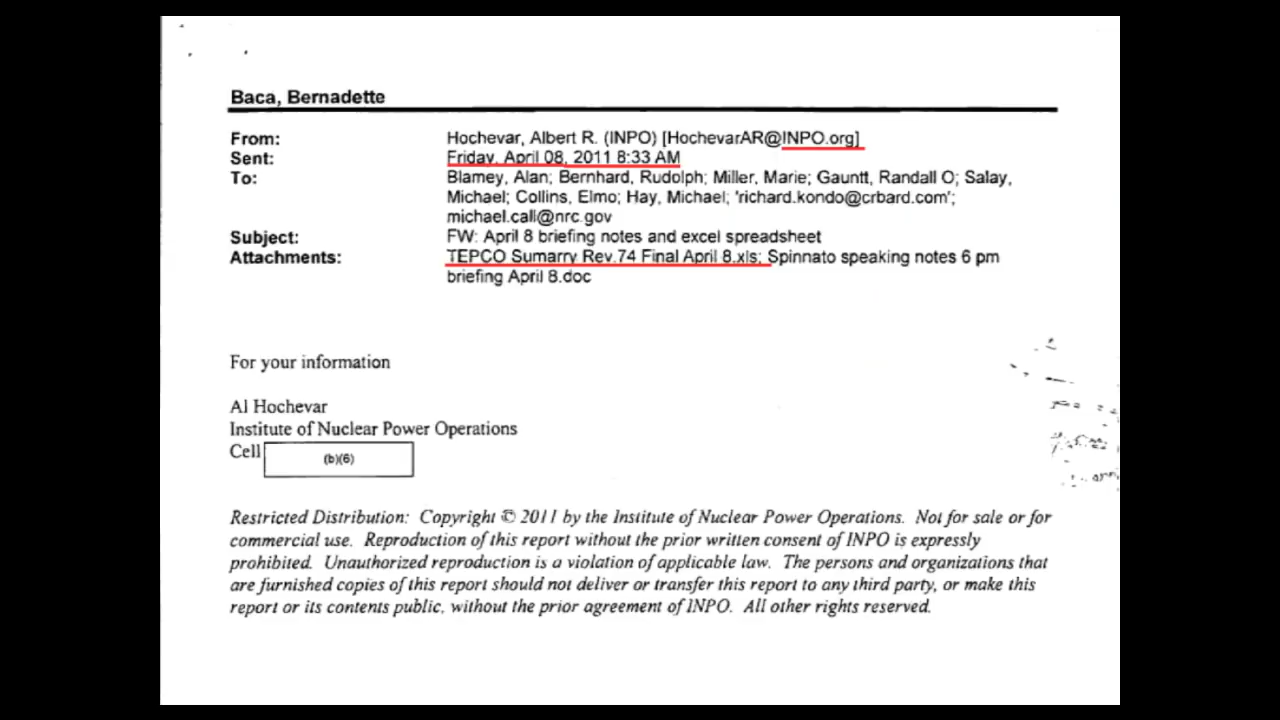 Baca, Bernadette
From: Hochevar, Albert R. (INPO) [HochevarAR@INPO.org]
Sent: Friday, April 08, 2011 8:33 AM
To: Blamey, Alan; Bernhard, Rudolph; Miller, Marie; Gauntt, Randall O; Salay,
Michael; Collins, Elmo; Hay, Michael; 'richard.kondo@crbard.com';
michael.call@nrc.gov
Subject: FW: April 8 briefing notes and excel spreadsheet
Attachments: TEPCO Sumarry Rev.74 Final April 8.xls; Spinnato speaking notes 6 pm
briefing April 8.doc
For your information
Al Hochevar
Institute of Nuclear Power Operations
Cell (b)(6)
Restricted Distribution: Copyright © 2011 by the Institute of Nuclear Power Operations. Not for sale or for
commercial use. Reproduction of this report without the prior written consent of INPO is expressly
prohibited. Unauthorized reproduction is a violation of applicable law. The persons and organizations that
are furnished copies of this report should not deliver or transfer this report to any third party, or make this
report or its contents public, without the prior agreement of INPO. All other rights reserved.